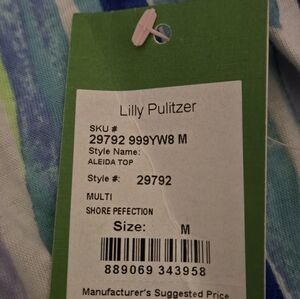 Lilly Pulitzer
SKU #
29792 999YW8 M
Style Name:
ALEIDA TOP
Style #: 29792
MULTI
SHORE PEFECTION
Size: M
889069 343958
Manufacturer's Suggested Price